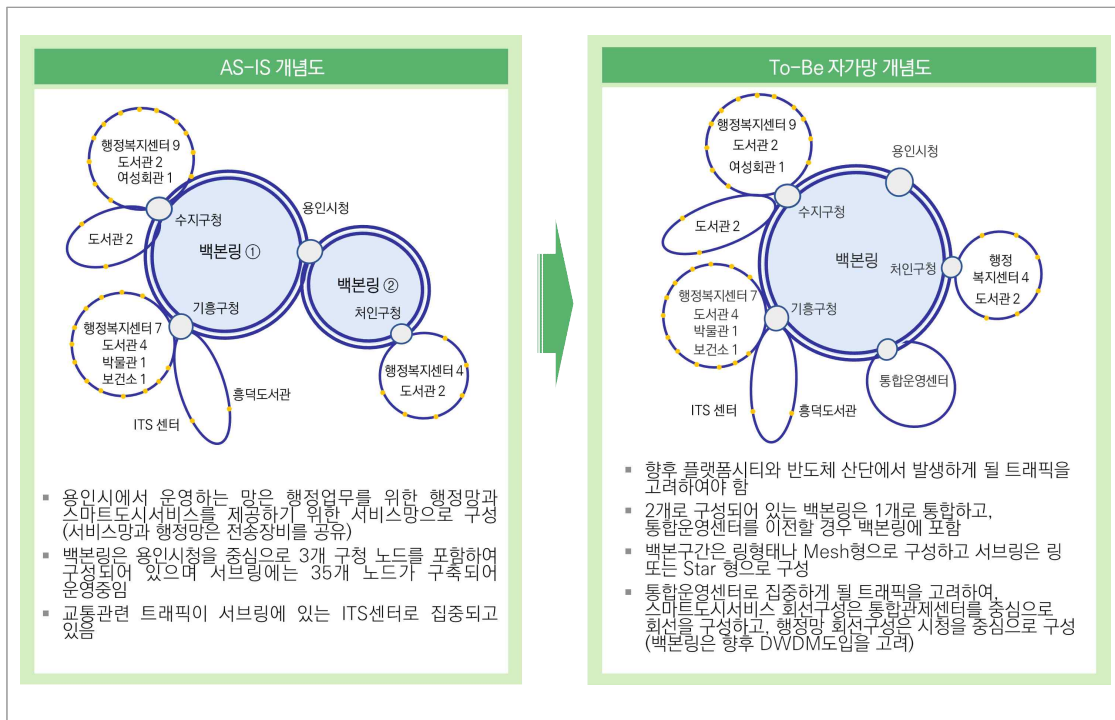 AS-IS 개념도
행정복지센터 9
도서관 2
여성회관 1
수지구청
용인시청
도서관 2
백본링 ①
백본링 ②
기흥구청
처인구청
행정복지센터 7
도서관 4
박물관 1
보건소 1
행정복지센터 4
도서관 2
흥덕도서관
ITS 센터
▪ 용인시에서 운영하는 망은 행정업무를 위한 행정망과
스마트도시서비스를 제공하기 위한 서비스망으로 구성
(서비스망과 행정망은 전송장비를 공유)
▪ 백본링은 용인시청을 중심으로 3개 구청 노드를 포함하여
구성되어 있으며 서브링에는 35개 노드가 구축되어
운영중임
▪ 교통관련 트래픽이 서브링에 있는 ITS센터로 집중되고
있음
To-Be 자가망 개념도
행정복지센터 9
도서관 2
여성회관 1
용인시청
수지구청
도서관 2
백본링
처인구청
행정
복지센터 4
도서관 2
행정복지센터 7
도서관 4
박물관 1
보건소 1
기흥구청
통합운영센터
ITS 센터
흥덕도서관
▪ 향후 플랫폼시티와 반도체 산단에서 발생하게 될 트래픽을
고려하여야 함
▪ 2개로 구성되어 있는 백본링은 1개로 통합하고,
통합운영센터를 이전할 경우 백본링에 포함
▪ 백본구간은 링형태나 Mesh형으로 구성하고 서브링은 링
또는 Star 형으로 구성
▪ 통합운영센터로 집중하게 될 트래픽을 고려하여,
스마트도시서비스 회선구성은 통합관제센터를 중심으로
회선을 구성하고, 행정망 회선구성은 시청을 중심으로 구성
(백본링은 향후 DWDM도입을 고려)